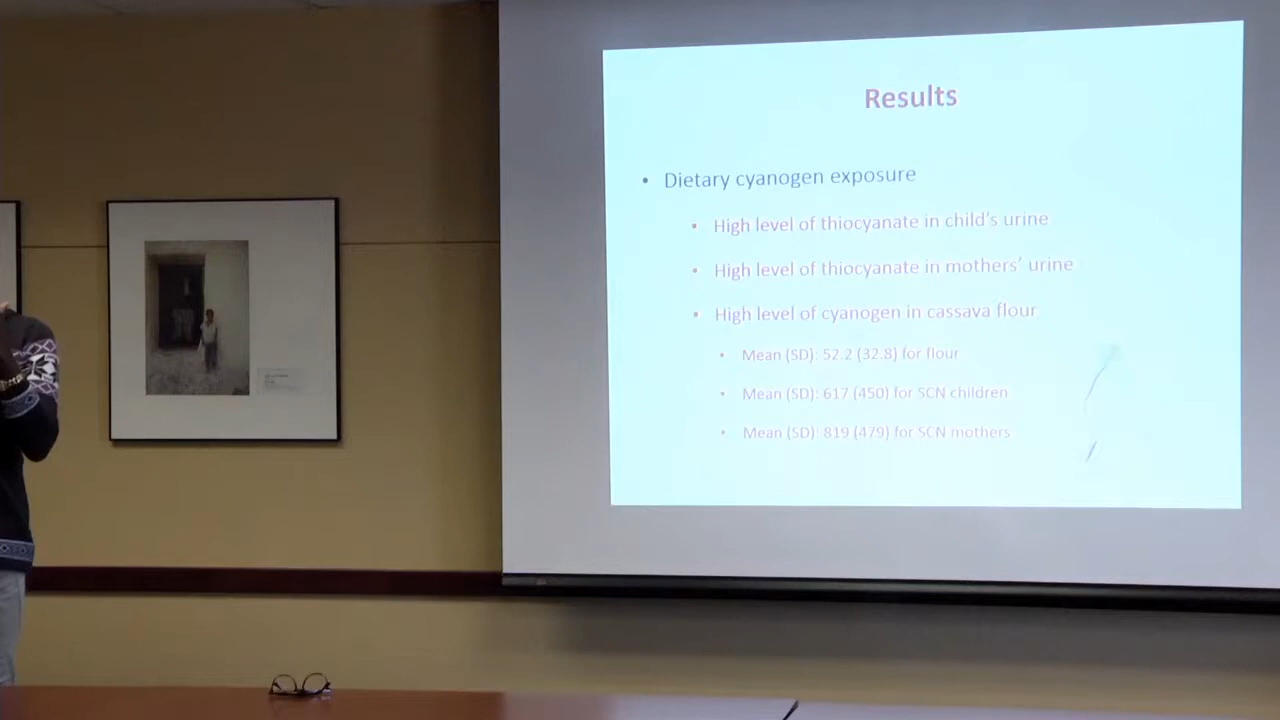 Results
• Dietary cyanogen exposure
• High level of thiocyanate in child's urine
• High level of thiocyanate in mothers' urine
• High level of cyanogen in cassava flour
• Mean (SD): 52.2 (32.8) for flour
• Mean (SD): 617 (450) for SCN children
• Mean (SD): 819 (479) for SCN mothers